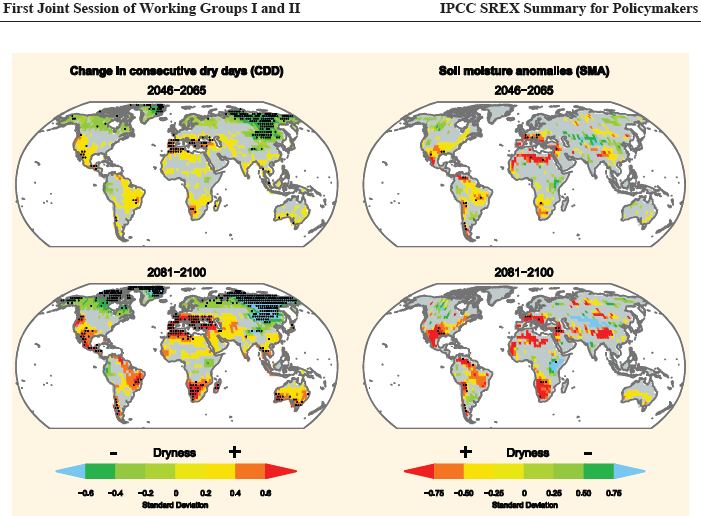 First Joint Session of Working Groups I and II
IPCC SREX Summary for Policymakers
Change in consecutive dry days (CDD)
Soil moisture anomalies (SMA)
2046–2065
2046–2065
2081–2100
2081–2100
- Dryness +
+ Dryness -
-0.6 -0.4 -0.2 0 0.2 0.4 0.6
-0.75 -0.50 -0.25 0 0.25 0.50 0.75
Standard Deviation
Standard Deviation